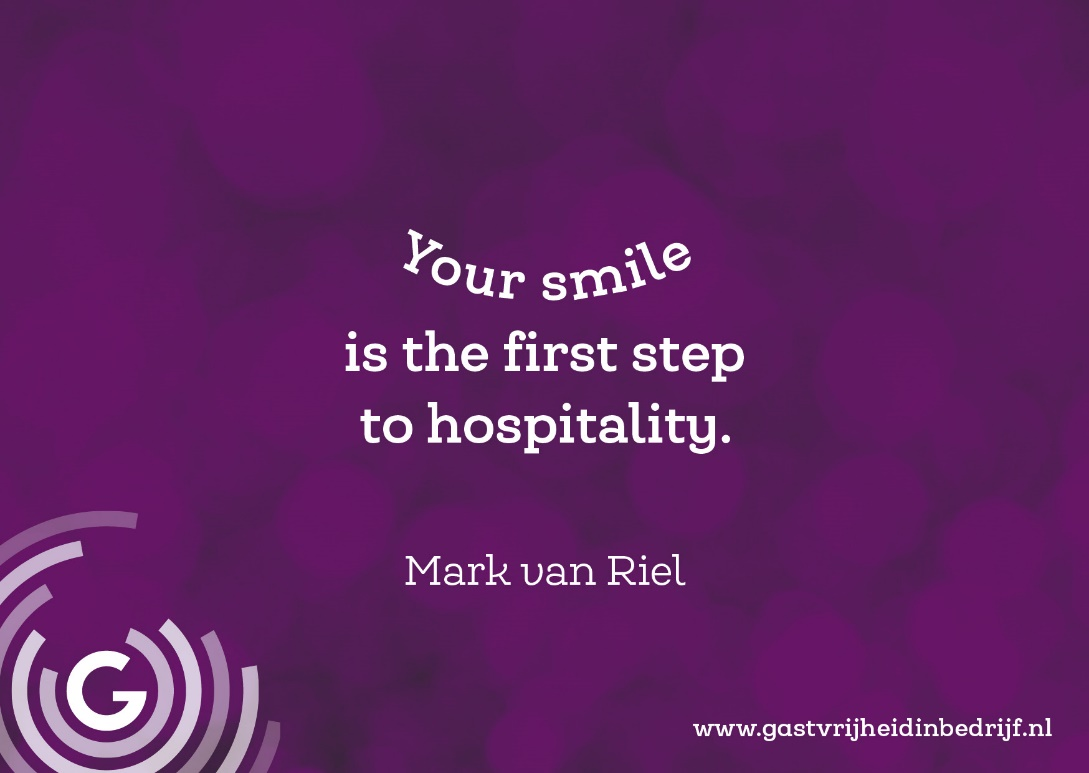 Your smile
is the first step
to hospitality.
Mark van Riel
G
www.gastvrijheidinbedrijf.nl